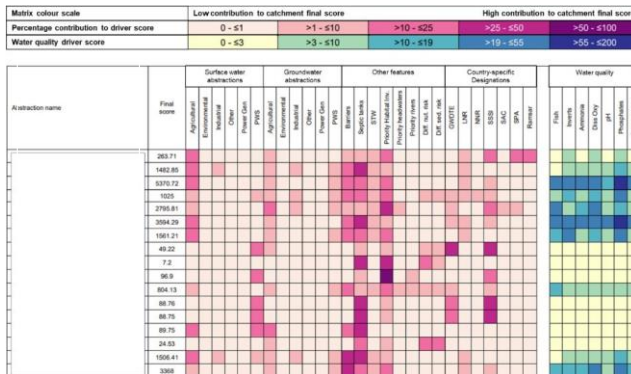 Matrix colour scale Low contribution to catchment final score High contribution to catchment final scor
Percentage contribution to driver score 0 - ≤1 >1 - ≤10 >10 - ≤25 >25 - ≤50 >50 - ≤100
Water quality driver score 0 - ≤3 >3 - ≤10 >10 - ≤19 >19 - ≤55 >55 - ≤200
Abstraction name
Final score
Surface water abstractions
Groundwater abstractions
Other features
Country-specific Designations
Water quality
Agricultural
Environmental
Industrial
Other
Power Gen
PWS
Agricultural
Environmental
Industrial
Other
Power Gen
PWS
Barriers
Septic tanks
STW
Priority Habitat Inv.
Priority headwaters
Priority rivers
Diff. nut. risk
Diff. sed. risk
GWDTE
LNR
NNR
SSSI
SAC
SPA
Ramsar
Fish
Inverts
Ammonia
Diss Oxy
pH
Phosphates
263.71
1482.85
5370.72
1025
2795.81
3594.29
1561.21
49.22
7.2
96.9
804.13
88.76
88.75
89.75
24.53
1506.41
3368